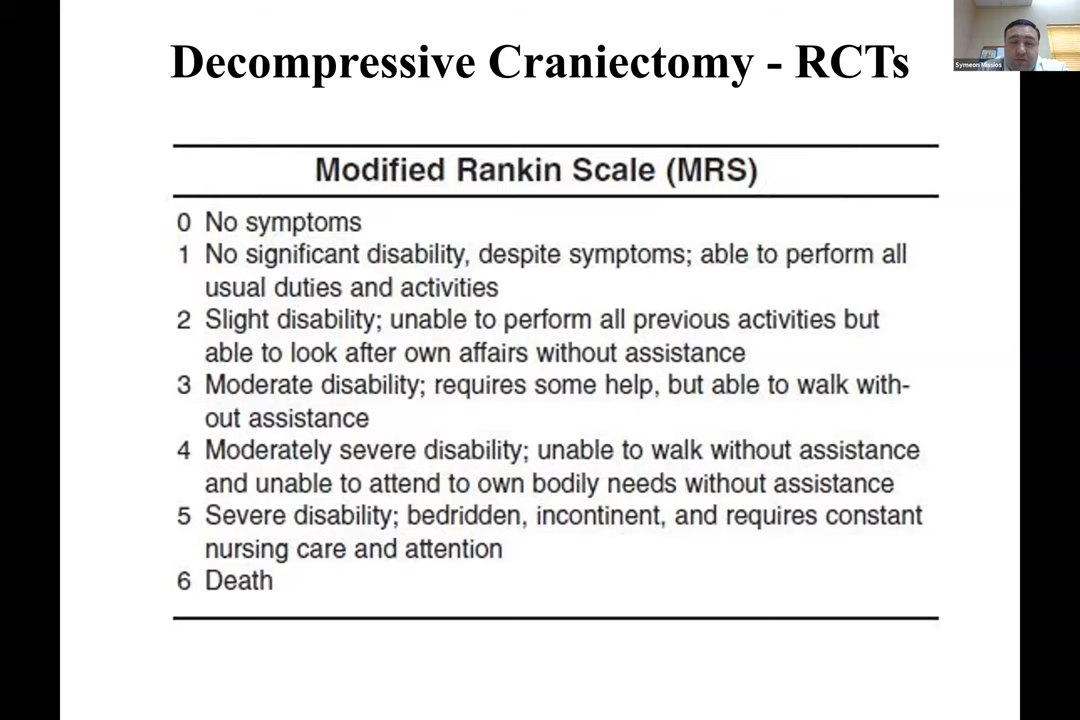 Decompressive Craniectomy - RCTs
Symeon Missios
Modified Rankin Scale (MRS)
0 No symptoms
1 No significant disability, despite symptoms; able to perform all
usual duties and activities
2 Slight disability; unable to perform all previous activities but
able to look after own affairs without assistance
3 Moderate disability; requires some help, but able to walk with-
out assistance
4 Moderately severe disability; unable to walk without assistance
and unable to attend to own bodily needs without assistance
5 Severe disability; bedridden, incontinent, and requires constant
nursing care and attention
6 Death